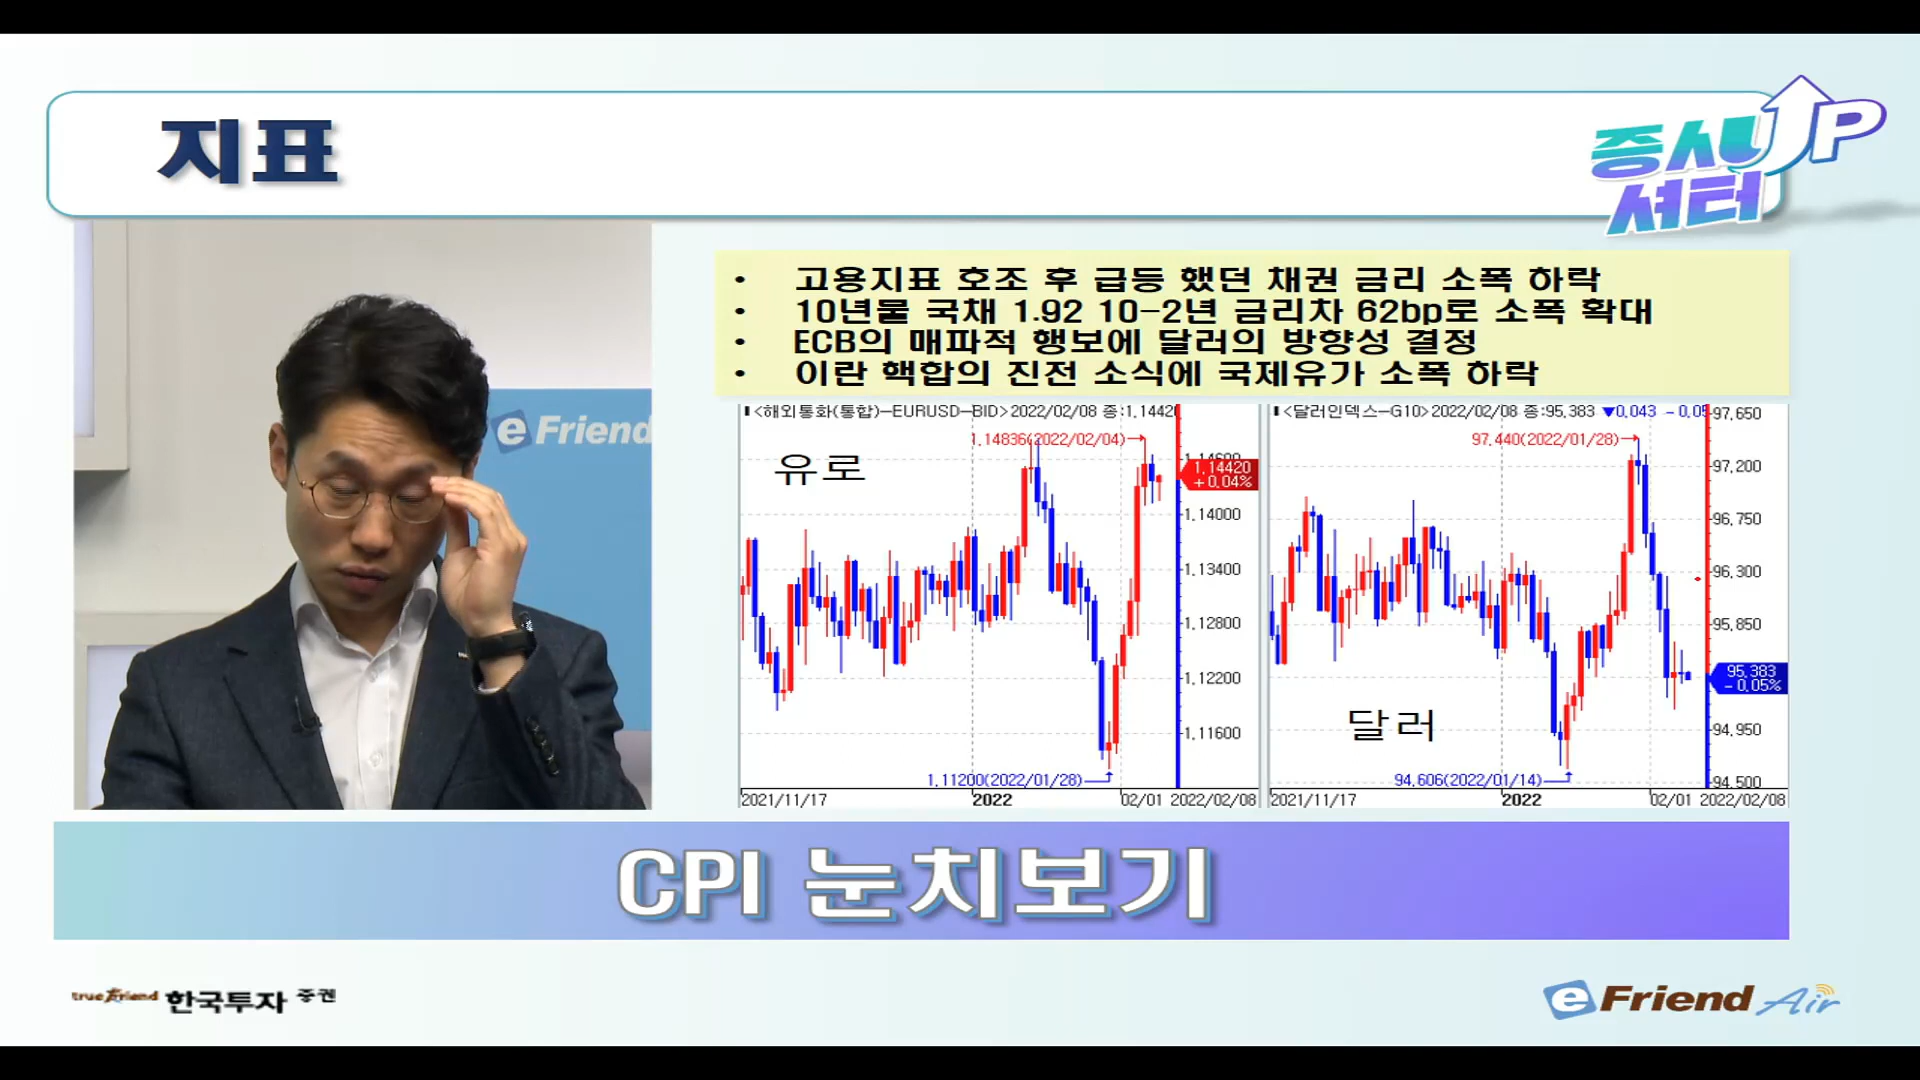 지표
증시UP
셔터
• 고용지표 호조 후 급등 했던 채권 금리 소폭 하락
• 10년물 국채 1.92 10-2년 금리차 62bp로 소폭 확대
• ECB의 매파적 행보에 달러의 방향성 결정
• 이란 핵합의 진전 소식에 국제유가 소폭 하락
e Friend
<해외통화(통합)-EURUSD-BID>2022/02/08 종:1.1442
1.14836(2022/02/04)
유로
1.14600
1.14420
+0.04%
1.14000
1.13400
1.12800
1.12200
1.11600
1.11200(2022/01/28)
2021/11/17 2022 02/01 2022/02/08
<달러인덱스-G10>2022/02/08 종:95.383 ▼0.043 -0.05
97.650
97.440(2022/01/28)
97.200
96.750
96.300
95.850
95.383
-0.05%
달러
94.950
94.606(2022/01/14)
94.500
2021/11/17 2022 02/01 2022/02/08
CPI 눈치보기
true friend 한국투자 증권
e Friend Air